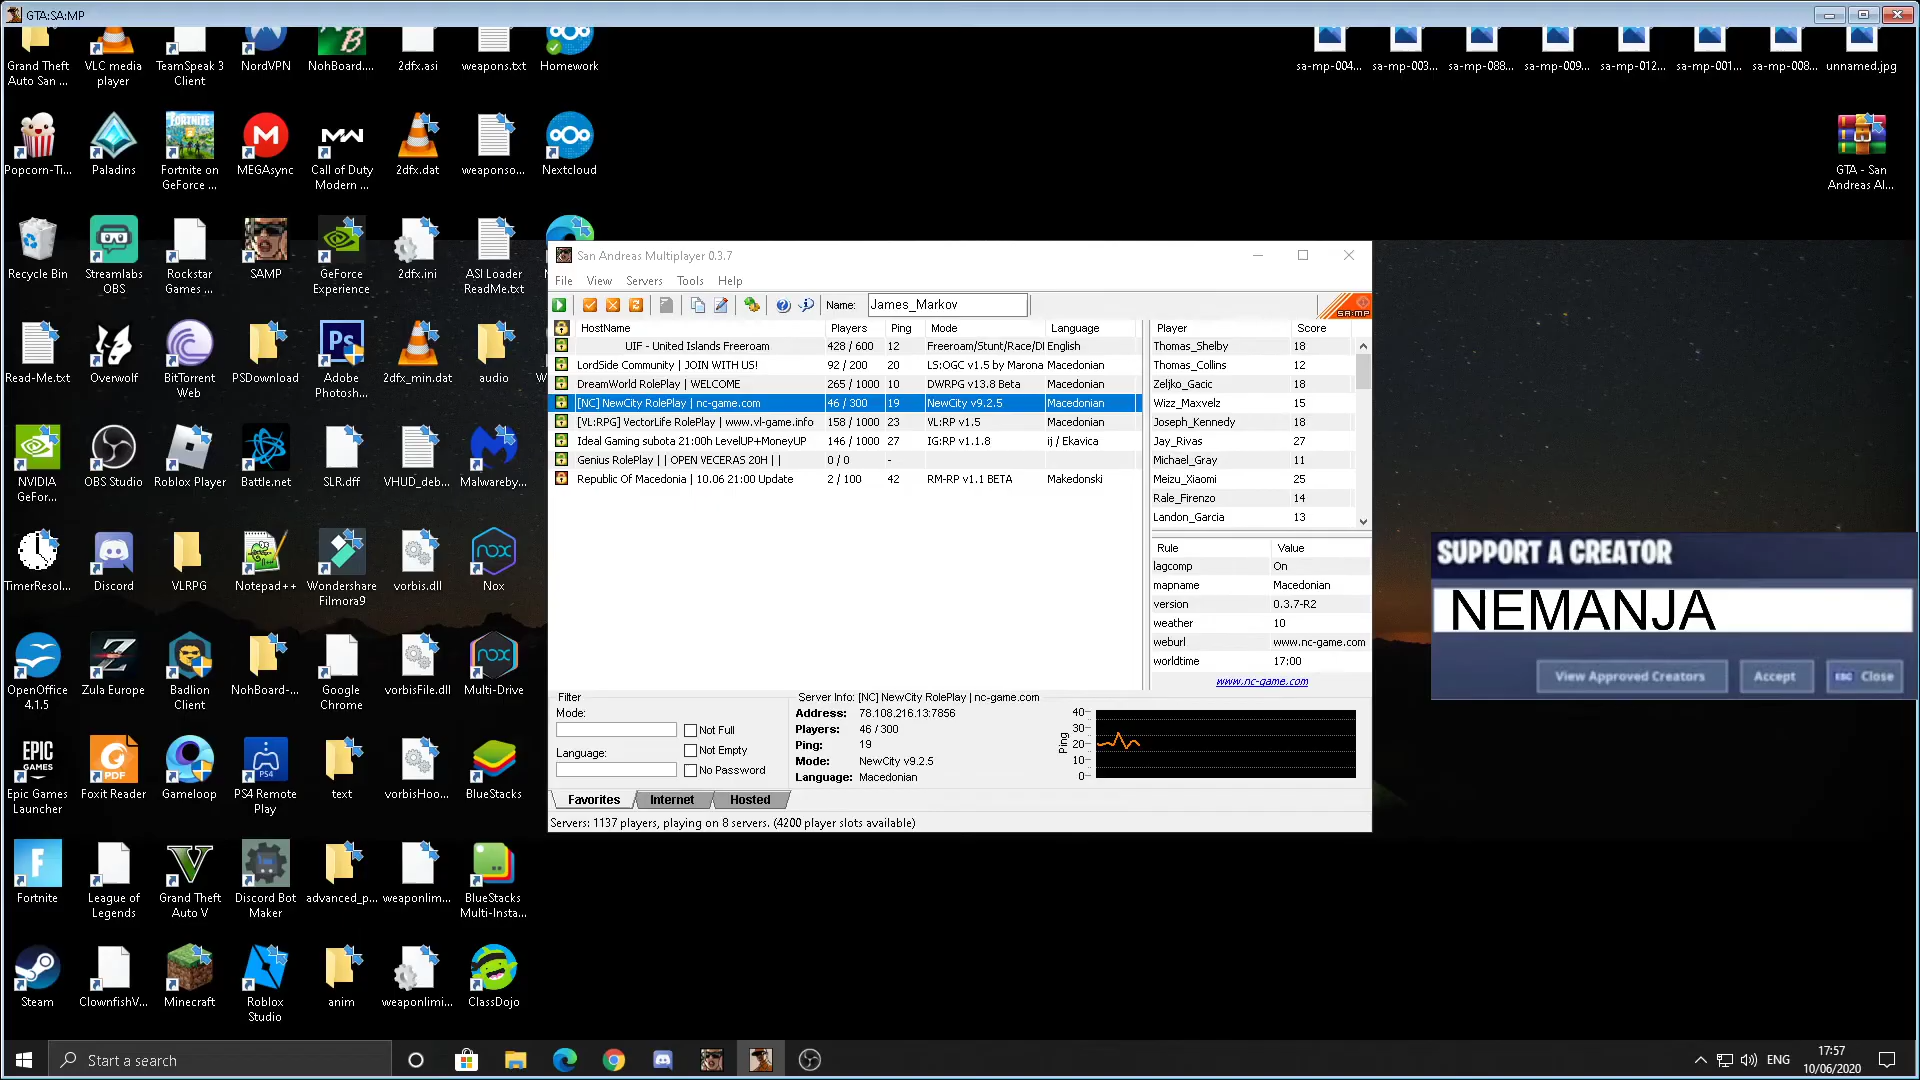 GTA:SA:MP
Grand Theft Auto San ...
VLC media player
TeamSpeak 3 Client
NordVPN
NohBoard....
2dfx.asi
weapons.txt
Homework
sa-mp-004...
sa-mp-003...
sa-mp-088...
sa-mp-009...
sa-mp-012...
sa-mp-001...
sa-mp-008...
unnamed.jpg
Popcorn-Ti...
Paladins
Fortnite on GeForce ...
MEGAsync
Call of Duty Modern ...
2dfx.dat
weaponso...
Nextcloud
GTA - San Andreas Al...
Recycle Bin
Streamlabs OBS
Rockstar Games ...
SAMP
GeForce Experience
2dfx.ini
ASI Loader ReadMe.txt
Read-Me.txt
Overwolf
BitTorrent Web
PSDownload
Adobe Photosh...
2dfx_min.dat
audio
NVIDIA GeFor...
OBS Studio
Roblox Player
Battle.net
SLR.dff
VHUD_deb...
Malwareby...
TimerResol...
Discord
VLRPG
Notepad++
Wondershare Filmora9
vorbis.dll
Nox
OpenOffice 4.1.5
Zula Europe
Badlion Client
NohBoard-...
Google Chrome
vorbisFile.dll
Multi-Drive
Epic Games Launcher
Foxit Reader
Gameloop
PS4 Remote Play
text
vorbisHoo...
BlueStacks
Fortnite
League of Legends
Grand Theft Auto V
Discord Bot Maker
advanced_p...
weaponlim...
BlueStacks Multi-Insta...
Steam
ClownfishV...
Minecraft
Roblox Studio
anim
weaponlimi...
ClassDojo
San Andreas Multiplayer 0.3.7
File View Servers Tools Help
Name: James_Markov
SA:MP
HostName Players Ping Mode Language
UIF - United Islands Freeroam 428 / 600 12 Freeroam/Stunt/Race/DI English
LordSide Community | JOIN WITH US! 92 / 200 20 LS:OGC v1.5 by Marona Macedonian
DreamWorld RolePlay | WELCOME 265 / 1000 10 DWRPG v13.8 Beta Macedonian
[NC] NewCity RolePlay | nc-game.com 46 / 300 19 NewCity v9.2.5 Macedonian
[VL:RPG] VectorLife RolePlay | www.vl-game.info 158 / 1000 23 VL:RP v1.5 Macedonian
Ideal Gaming subota 21:00h LevelUP+MoneyUP 146 / 1000 27 IG:RP v1.1.8 ij / Ekavica
Genius RolePlay | | OPEN VECERAS 20H | | 0 / 0 -
Republic Of Macedonia | 10.06 21:00 Update 2 / 100 42 RM-RP v1.1 BETA Makedonski
Player Score
Thomas_Shelby 18
Thomas_Collins 12
Zeljko_Gacic 18
Wizz_Maxvelz 15
Joseph_Kennedy 18
Jay_Rivas 27
Michael_Gray 11
Meizu_Xiaomi 25
Rale_Firenzo 14
Landon_Garcia 13
Rule Value
lagcomp On
mapname Macedonian
version 0.3.7-R2
weather 10
weburl www.nc-game.com
worldtime 17:00
www.nc-game.com
Filter
Mode:
Not Full
Not Empty
Language:
No Password
Server Info: [NC] NewCity RolePlay | nc-game.com
Address: 78.108.216.13:7856
Players: 46 / 300
Ping: 19
Mode: NewCity v9.2.5
Language: Macedonian
Ping
40
30
20
10
0
Favorites Internet Hosted
Servers: 1137 players, playing on 8 servers. (4200 player slots available)
SUPPORT A CREATOR
NEMANJA
View Approved Creators
Accept
ESC Close
Start a search
ENG
17:57
10/06/2020